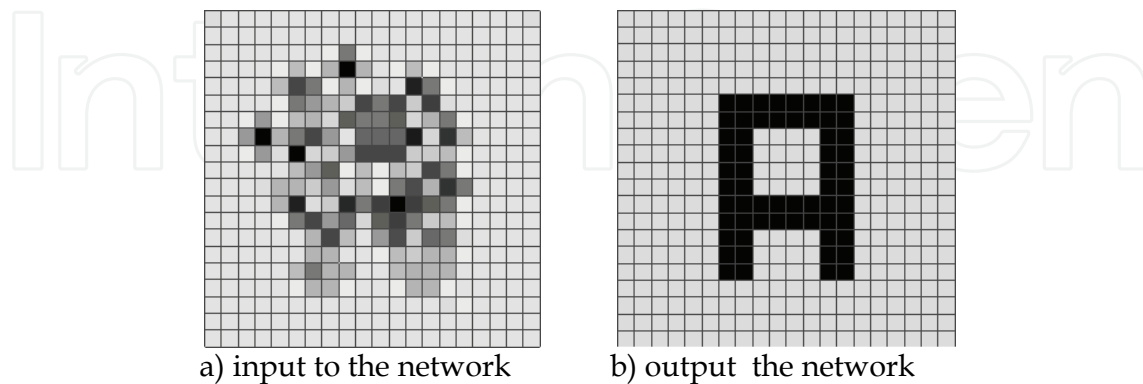 a) input to the network
b) output the network